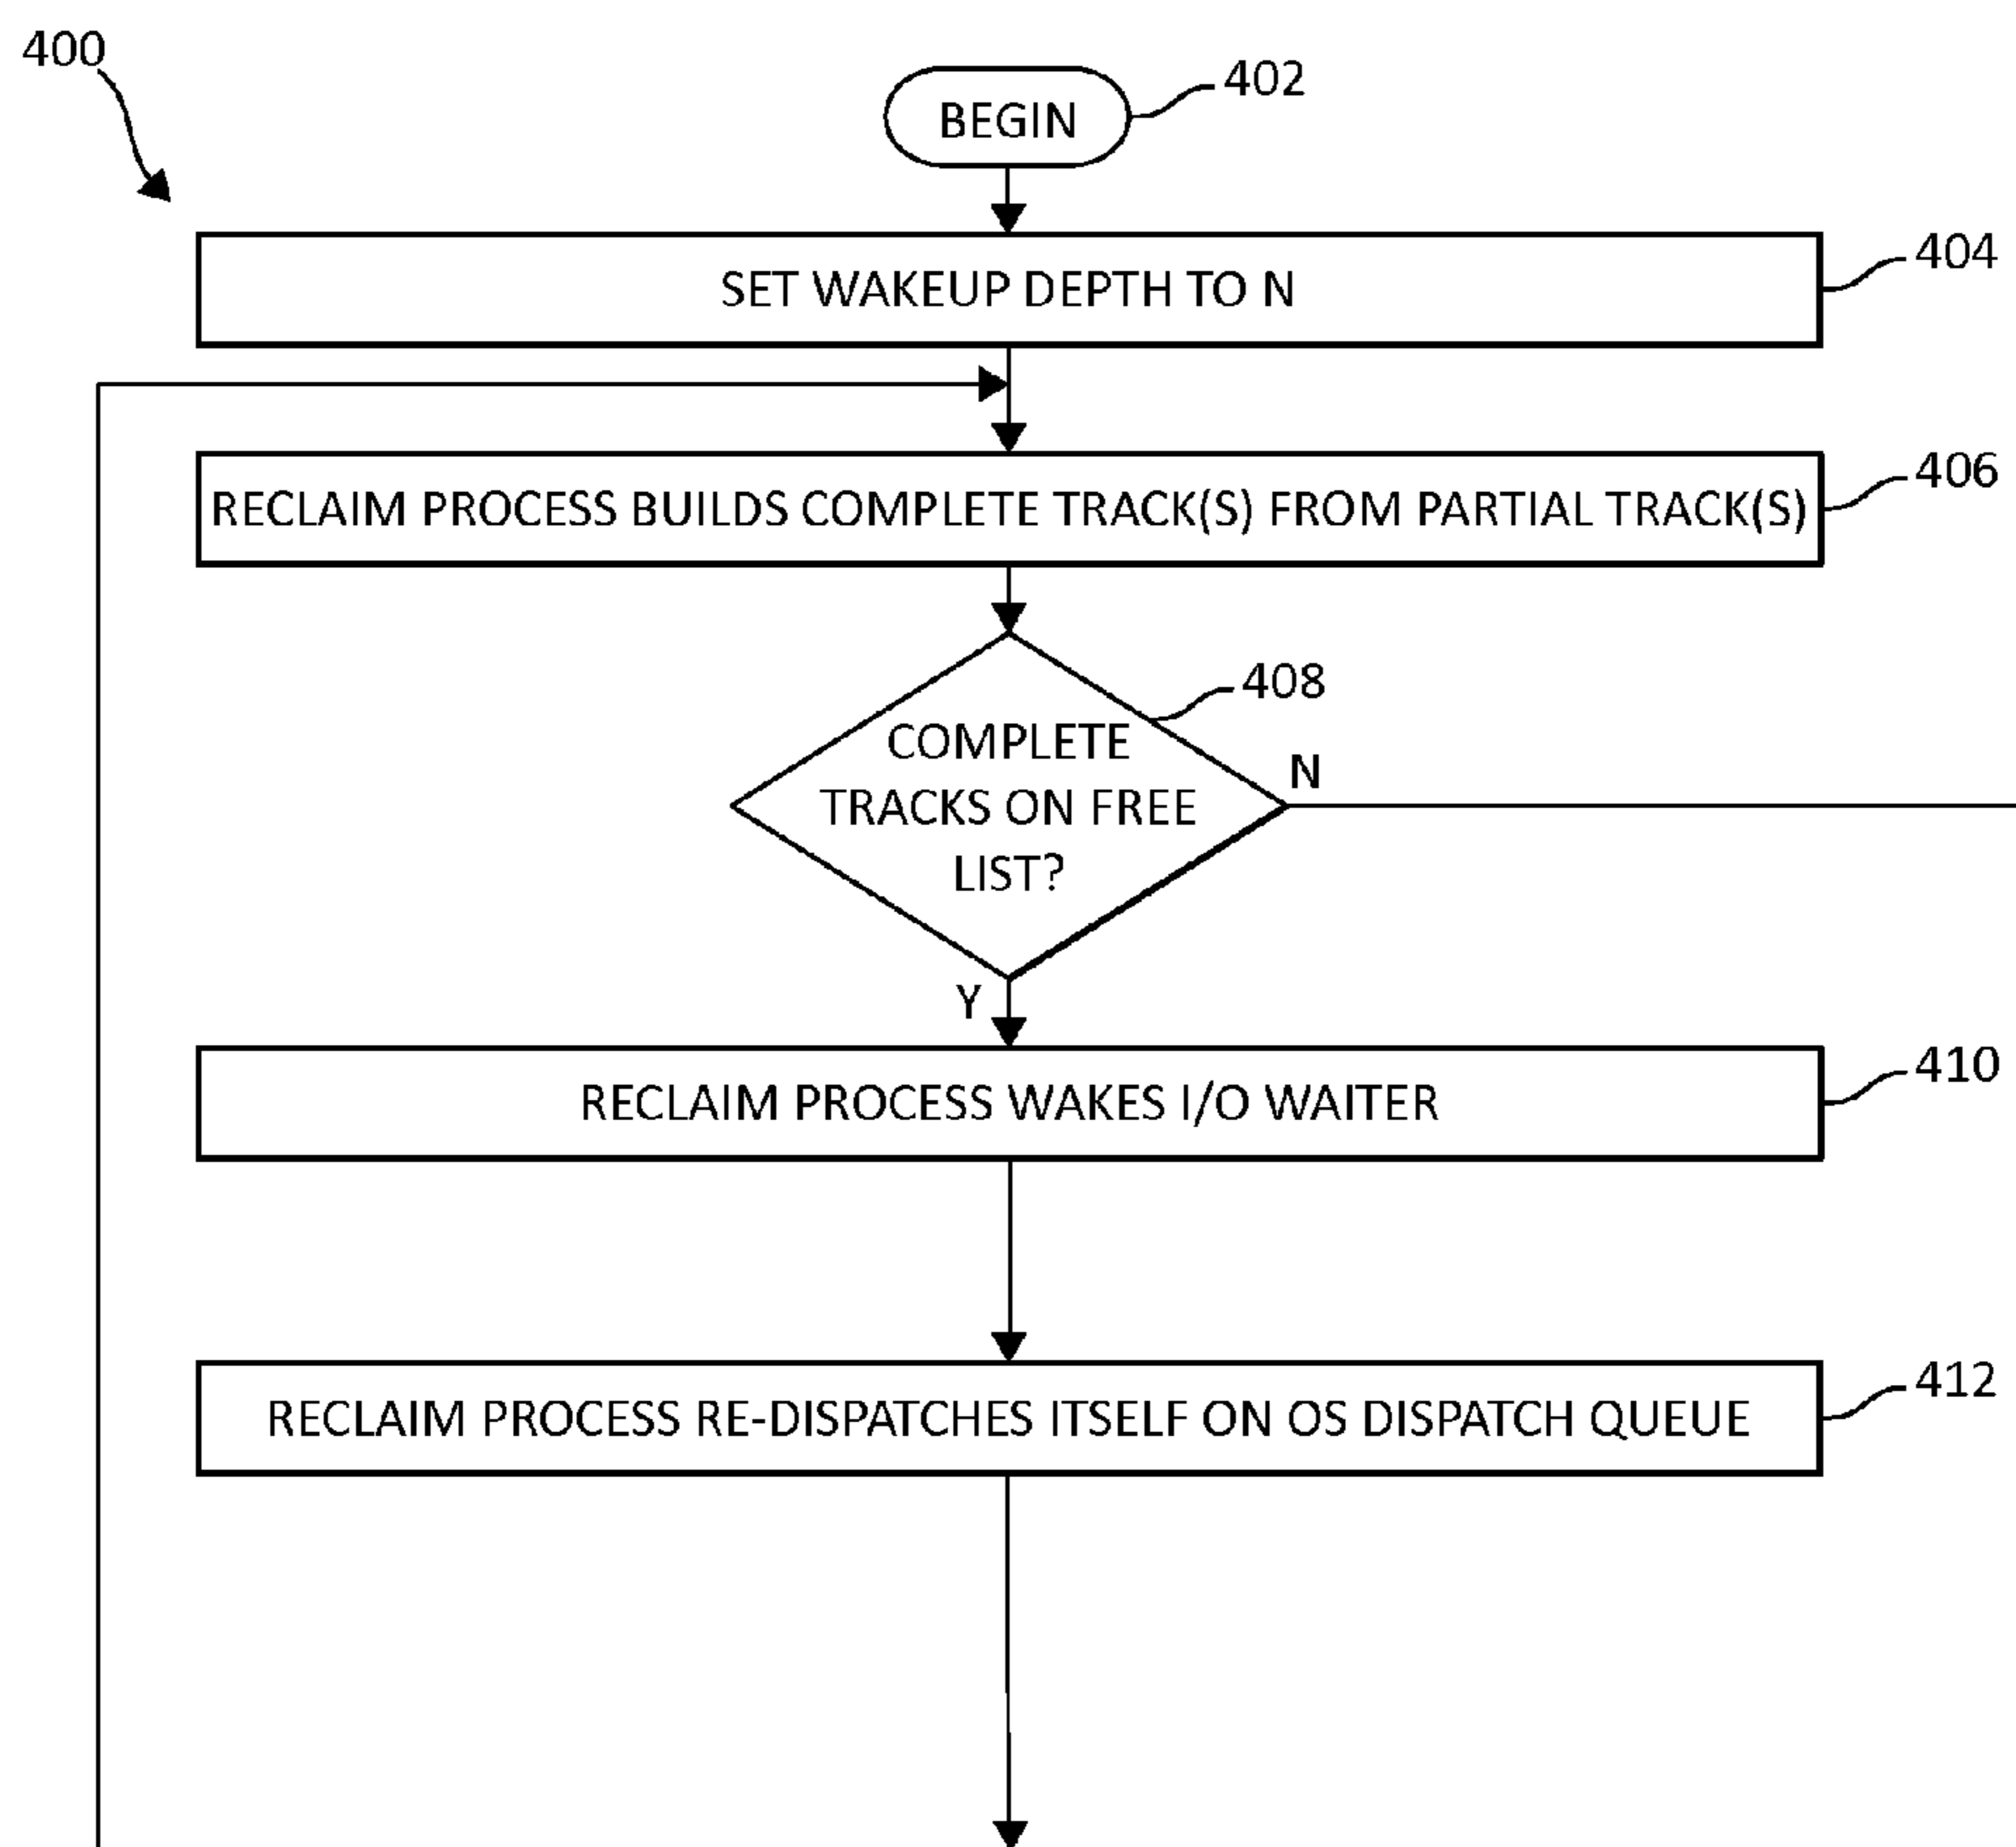 400
BEGIN
402
SET WAKEUP DEPTH TO N
404
RECLAIM PROCESS BUILDS COMPLETE TRACK(S) FROM PARTIAL TRACK(S)
406
COMPLETE
TRACKS ON FREE
LIST?
408
N
Y
RECLAIM PROCESS WAKES I/O WAITER
410
RECLAIM PROCESS RE-DISPATCHES ITSELF ON OS DISPATCH QUEUE
412